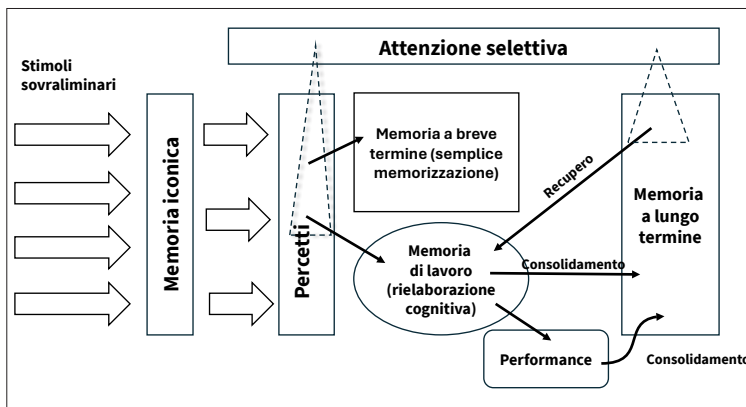 Attenzione selettiva
Stimoli
sovraliminari
Memoria iconica
Percetti
Memoria a breve
termine (semplice
memorizzazione)
Recupero
Memoria
a lungo
termine
Memoria
di lavoro
(rielaborazione
cognitiva)
Consolidamento
Performance
Consolidamento